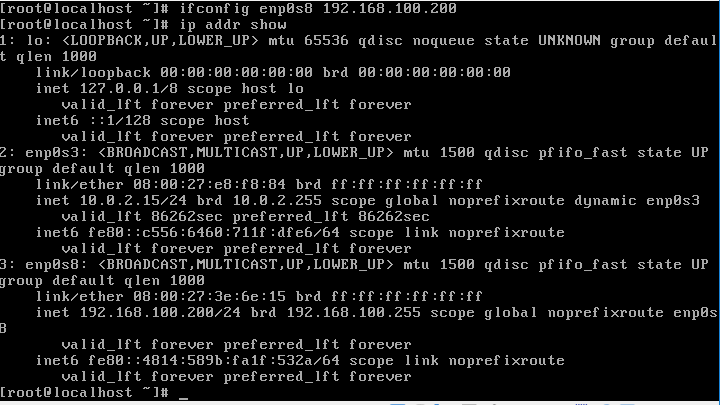 [root@localhost ~]# ifconfig enp0s8 192.168.100.200
[root@localhost ~]# ip addr show
1: lo: <LOOPBACK,UP,LOWER_UP> mtu 65536 qdisc noqueue state UNKNOWN group defaul
t qlen 1000
    link/loopback 00:00:00:00:00:00 brd 00:00:00:00:00:00
    inet 127.0.0.1/8 scope host lo
       valid_lft forever preferred_lft forever
    inet6 ::1/128 scope host
       valid_lft forever preferred_lft forever
2: enp0s3: <BROADCAST,MULTICAST,UP,LOWER_UP> mtu 1500 qdisc pfifo_fast state UP
group default qlen 1000
    link/ether 08:00:27:e8:f8:84 brd ff:ff:ff:ff:ff:ff
    inet 10.0.2.15/24 brd 10.0.2.255 scope global noprefixroute dynamic enp0s3
       valid_lft 86262sec preferred_lft 86262sec
    inet6 fe80::c556:6460:711f:dfe6/64 scope link noprefixroute
       valid_lft forever preferred_lft forever
3: enp0s8: <BROADCAST,MULTICAST,UP,LOWER_UP> mtu 1500 qdisc pfifo_fast state UP
group default qlen 1000
    link/ether 08:00:27:3e:6e:15 brd ff:ff:ff:ff:ff:ff
    inet 192.168.100.200/24 brd 192.168.100.255 scope global noprefixroute enp0s
8
       valid_lft forever preferred_lft forever
    inet6 fe80::4814:589b:fa1f:532a/64 scope link noprefixroute
       valid_lft forever preferred_lft forever
[root@localhost ~]# _